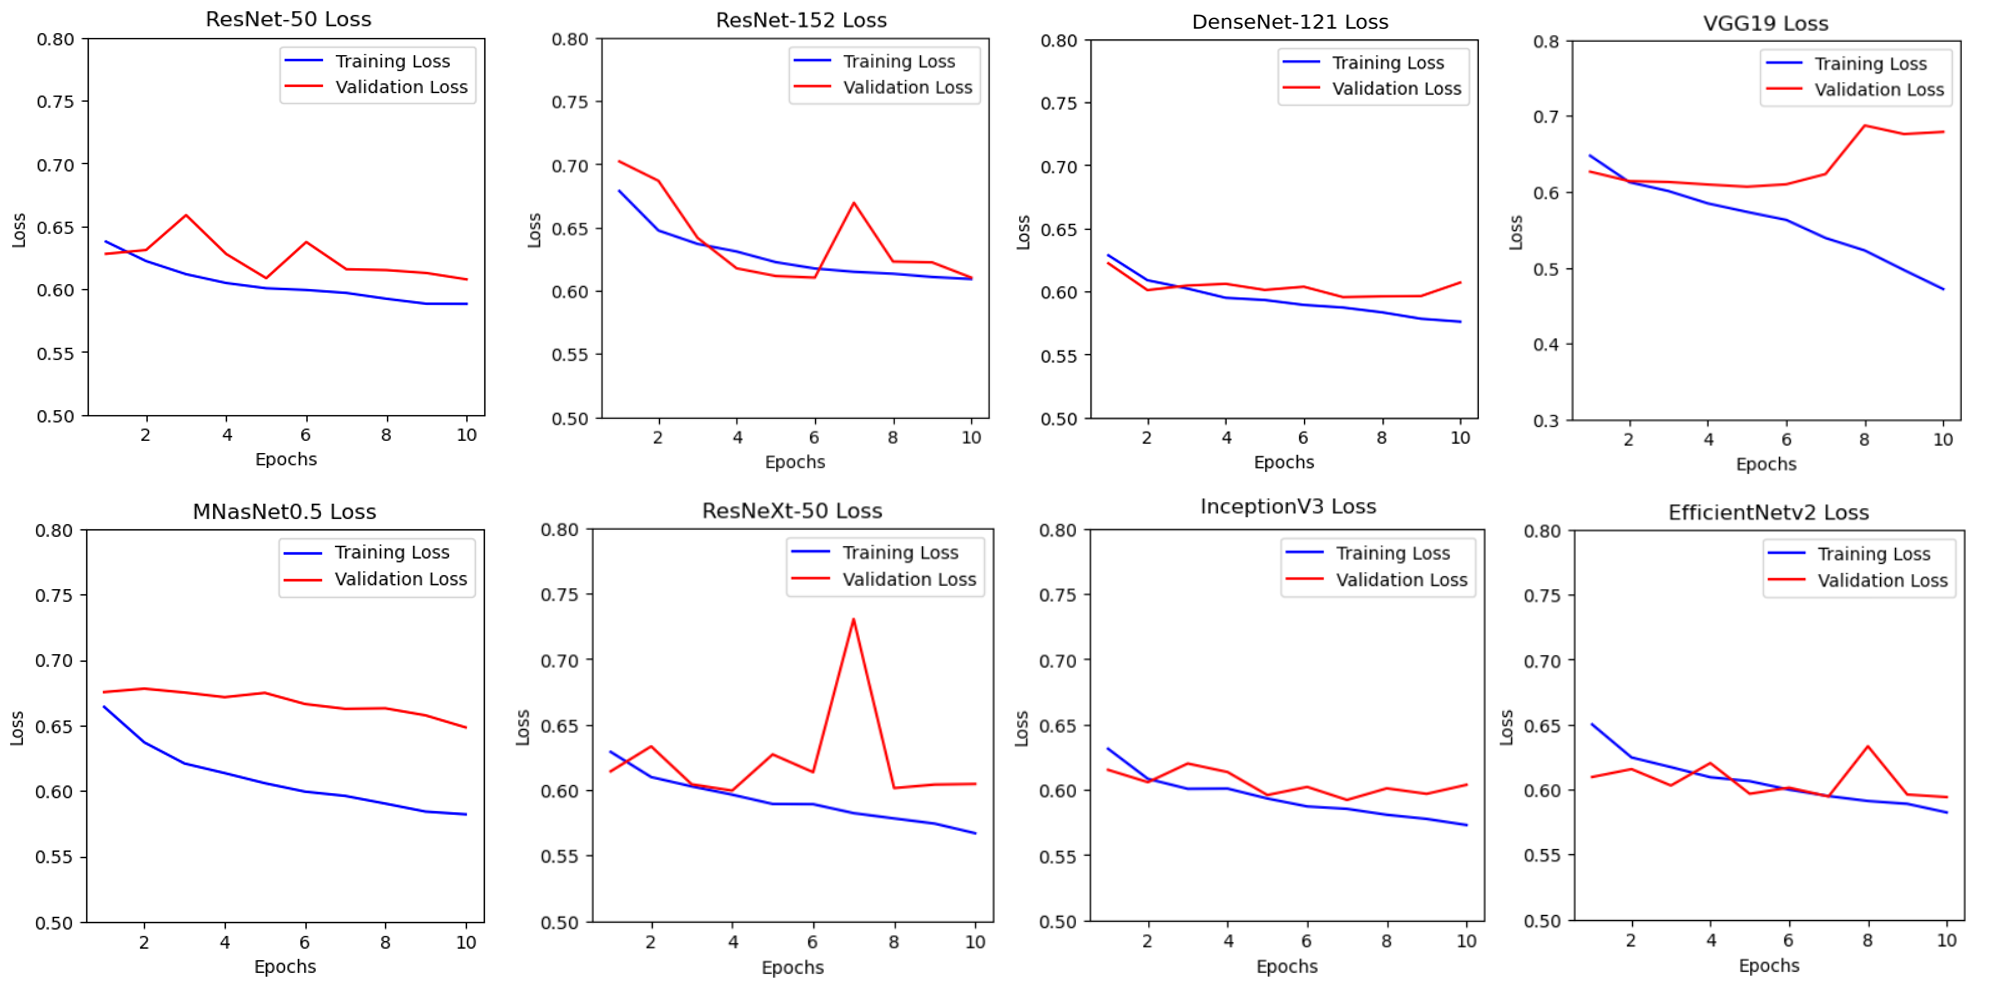 ResNet-50 Loss
0.80
0.75
0.70
0.65
0.60
0.55
0.50
Loss
Training Loss
Validation Loss
2 4 6 8 10
Epochs
ResNet-152 Loss
0.80
0.75
0.70
0.65
0.60
0.55
0.50
Loss
Training Loss
Validation Loss
2 4 6 8 10
Epochs
DenseNet-121 Loss
0.80
0.75
0.70
0.65
0.60
0.55
0.50
Loss
Training Loss
Validation Loss
2 4 6 8 10
Epochs
VGG19 Loss
0.8
0.7
0.6
0.5
0.4
0.3
Loss
Training Loss
Validation Loss
2 4 6 8 10
Epochs
MNasNet0.5 Loss
0.80
0.75
0.70
0.65
0.60
0.55
0.50
Loss
Training Loss
Validation Loss
2 4 6 8 10
Epochs
ResNeXt-50 Loss
0.80
0.75
0.70
0.65
0.60
0.55
0.50
Loss
Training Loss
Validation Loss
2 4 6 8 10
Epochs
InceptionV3 Loss
0.80
0.75
0.70
0.65
0.60
0.55
0.50
Loss
Training Loss
Validation Loss
2 4 6 8 10
Epochs
EfficientNetv2 Loss
0.80
0.75
0.70
0.65
0.60
0.55
0.50
Loss
Training Loss
Validation Loss
2 4 6 8 10
Epochs